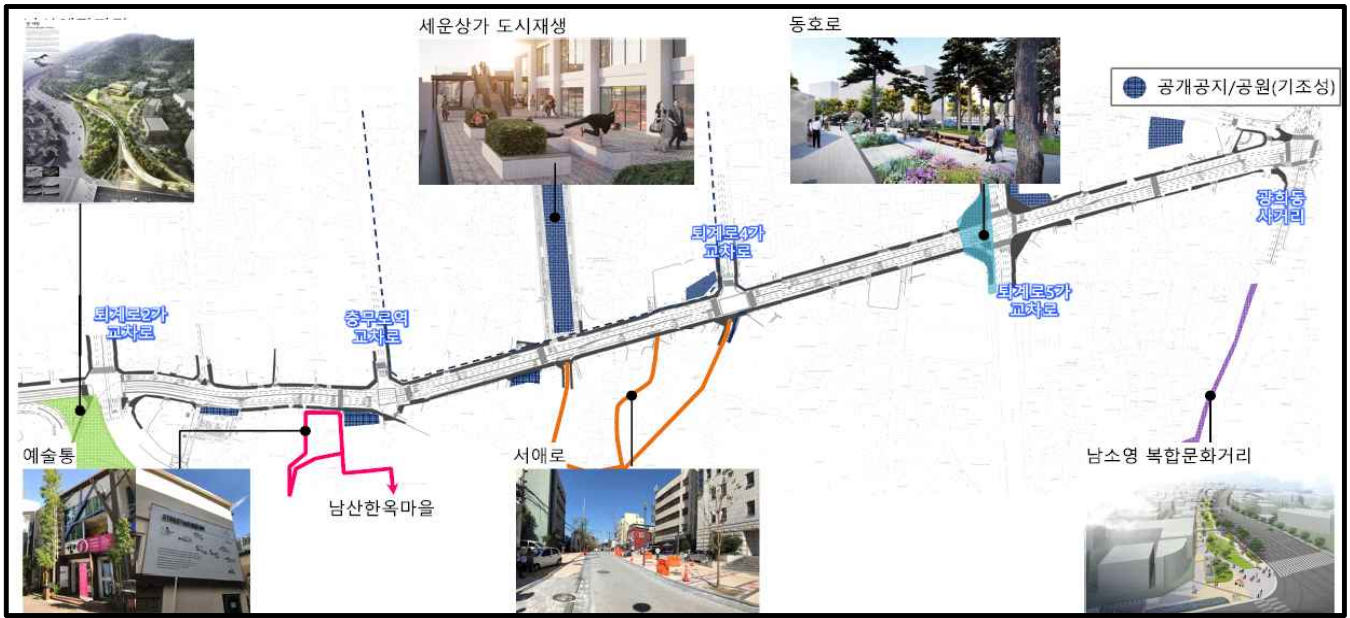 세운상가 도시재생
동호로
공개공지/공원(기조성)
광희동
사거리
퇴계로4가
교차로
퇴계로5가
교차로
퇴계로2가
교차로
충무로역
교차로
예술통
서애로
남소영 복합문화거리
남산한옥마을